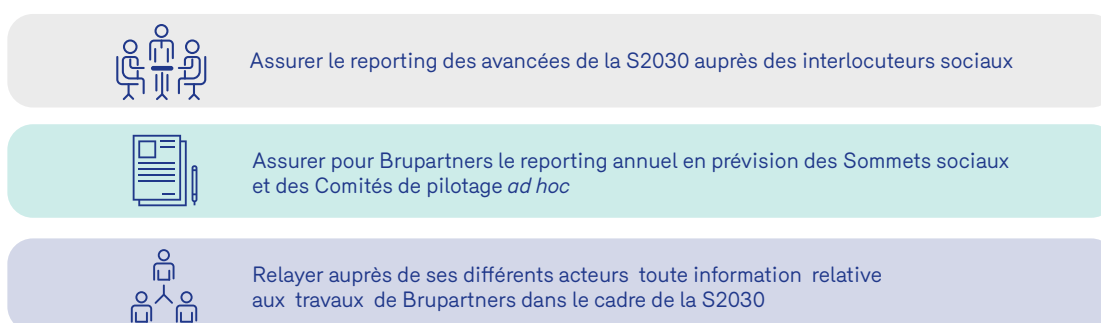 Assurer le reporting des avancées de la S2030 auprès des interlocuteurs sociaux
Assurer pour Brupartners le reporting annuel en prévision des Sommets sociaux
et des Comités de pilotage ad hoc
Relayer auprès de ses différents acteurs toute information relative
aux travaux de Brupartners dans le cadre de la S2030